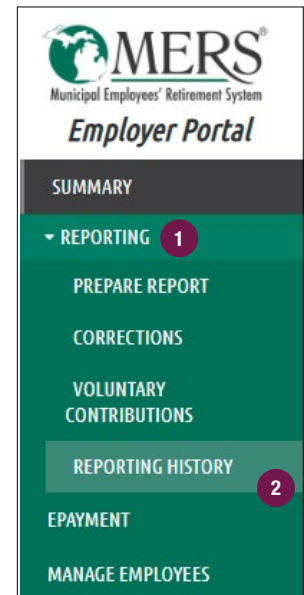 MERS®
Municipal Employees' Retirement System
Employer Portal
SUMMARY
REPORTING 1
PREPARE REPORT
CORRECTIONS
VOLUNTARY
CONTRIBUTIONS
REPORTING HISTORY
2
EPAYMENT
MANAGE EMPLOYEES